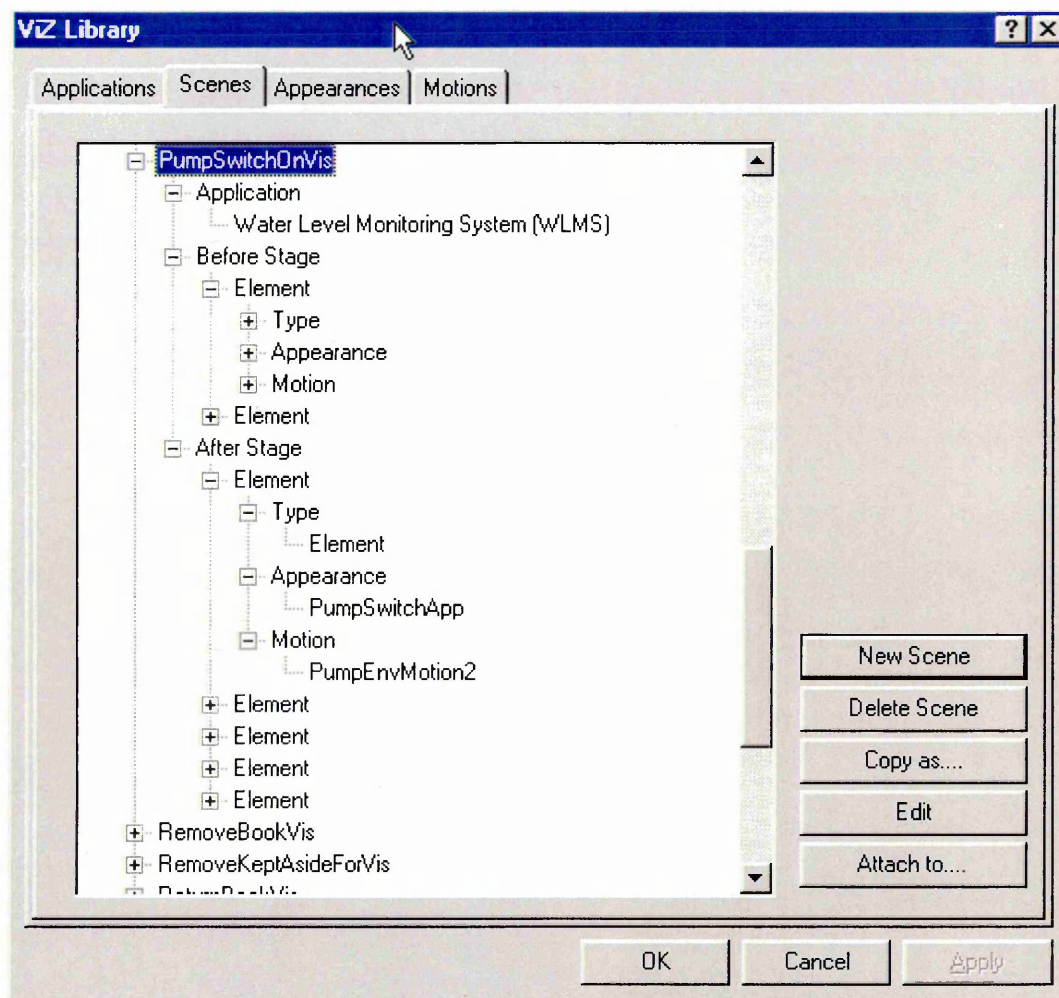 ViZ Library
Applications Scenes Appearances Motions
PumpSwitchOnVis
Application
Water Level Monitoring System (WLMS)
Before Stage
Element
Type
Appearance
Motion
Element
After Stage
Element
Type
Element
Appearance
PumpSwitchApp
Motion
PumpEnvMotion2
Element
Element
Element
Element
RemoveBookVis
RemoveKeptAsideForVis
New Scene
Delete Scene
Copy as....
Edit
Attach to....
OK Cancel Apply